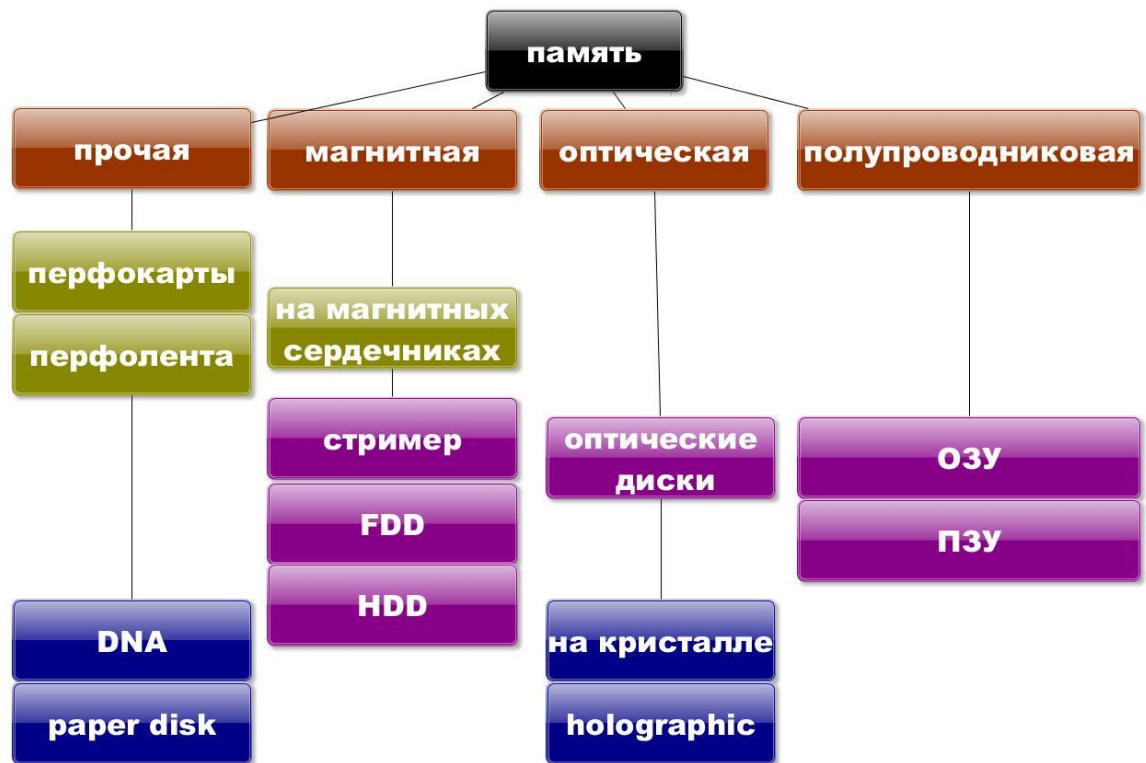 память
прочая
магнитная
оптическая
полупроводниковая
перфокарты
перфолента
на магнитных
сердечниках
стример
FDD
HDD
оптические
диски
ОЗУ
ПЗУ
DNA
paper disk
на кристалле
holographic